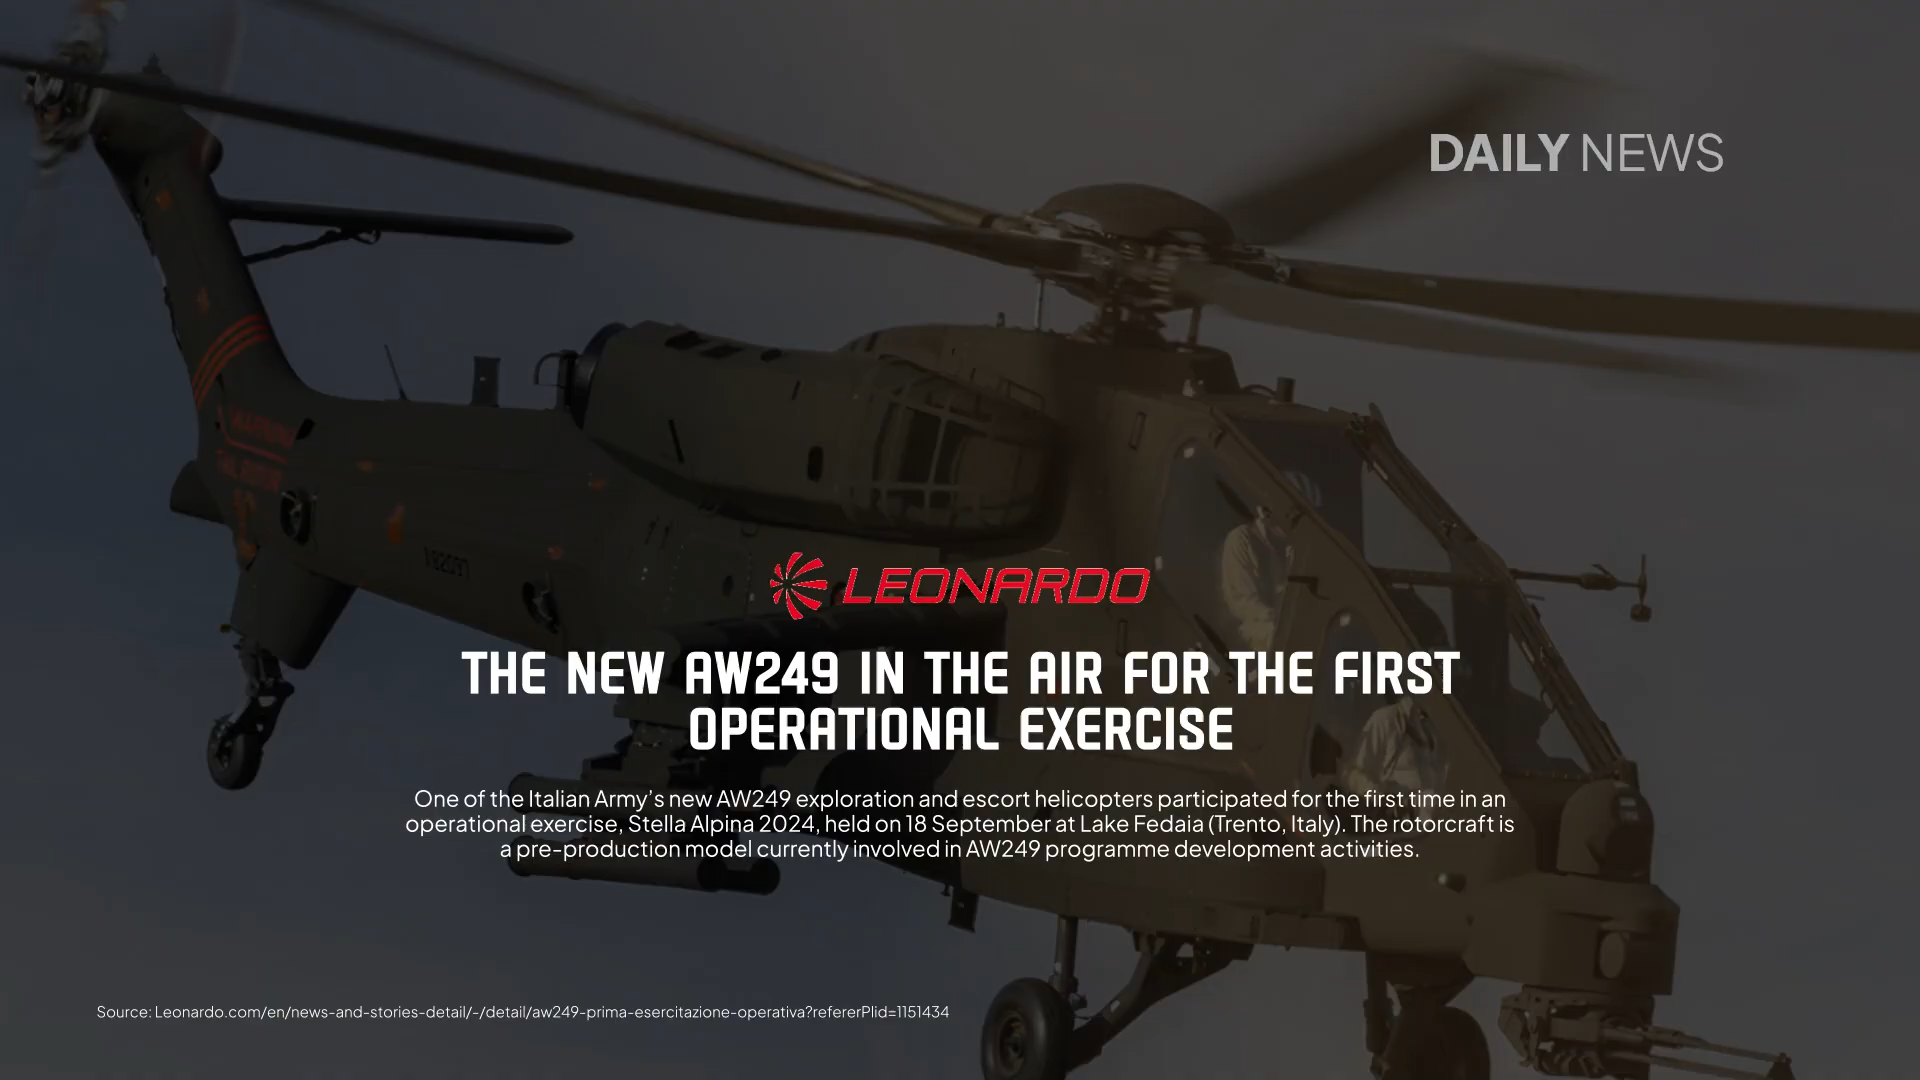 DAILY NEWS
LEONARDO
THE NEW AW249 IN THE AIR FOR THE FIRST
OPERATIONAL EXERCISE
One of the Italian Army’s new AW249 exploration and escort helicopters participated for the first time in an
operational exercise, Stella Alpina 2024, held on 18 September at Lake Fedaia (Trento, Italy). The rotorcraft is
a pre-production model currently involved in AW249 programme development activities.
Source: Leonardo.com/en/news-and-stories-detail/-/detail/aw249-prima-esercitazione-operativa?refererPlid=1151434